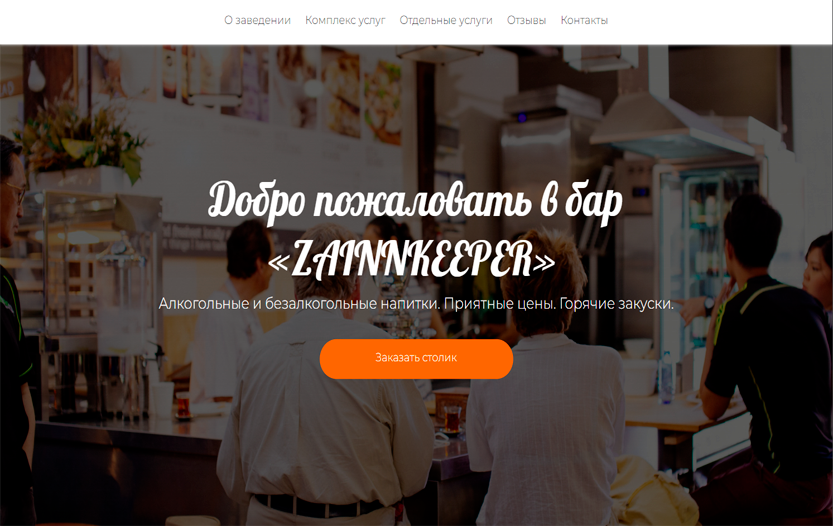 О заведении Комплекс услуг Отдельные услуги Отзывы Контакты
Добро пожаловать в бар
«ZAINNKEEPER»
Алкогольные и безалкогольные напитки. Приятные цены. Горячие закуски.
Заказать столик